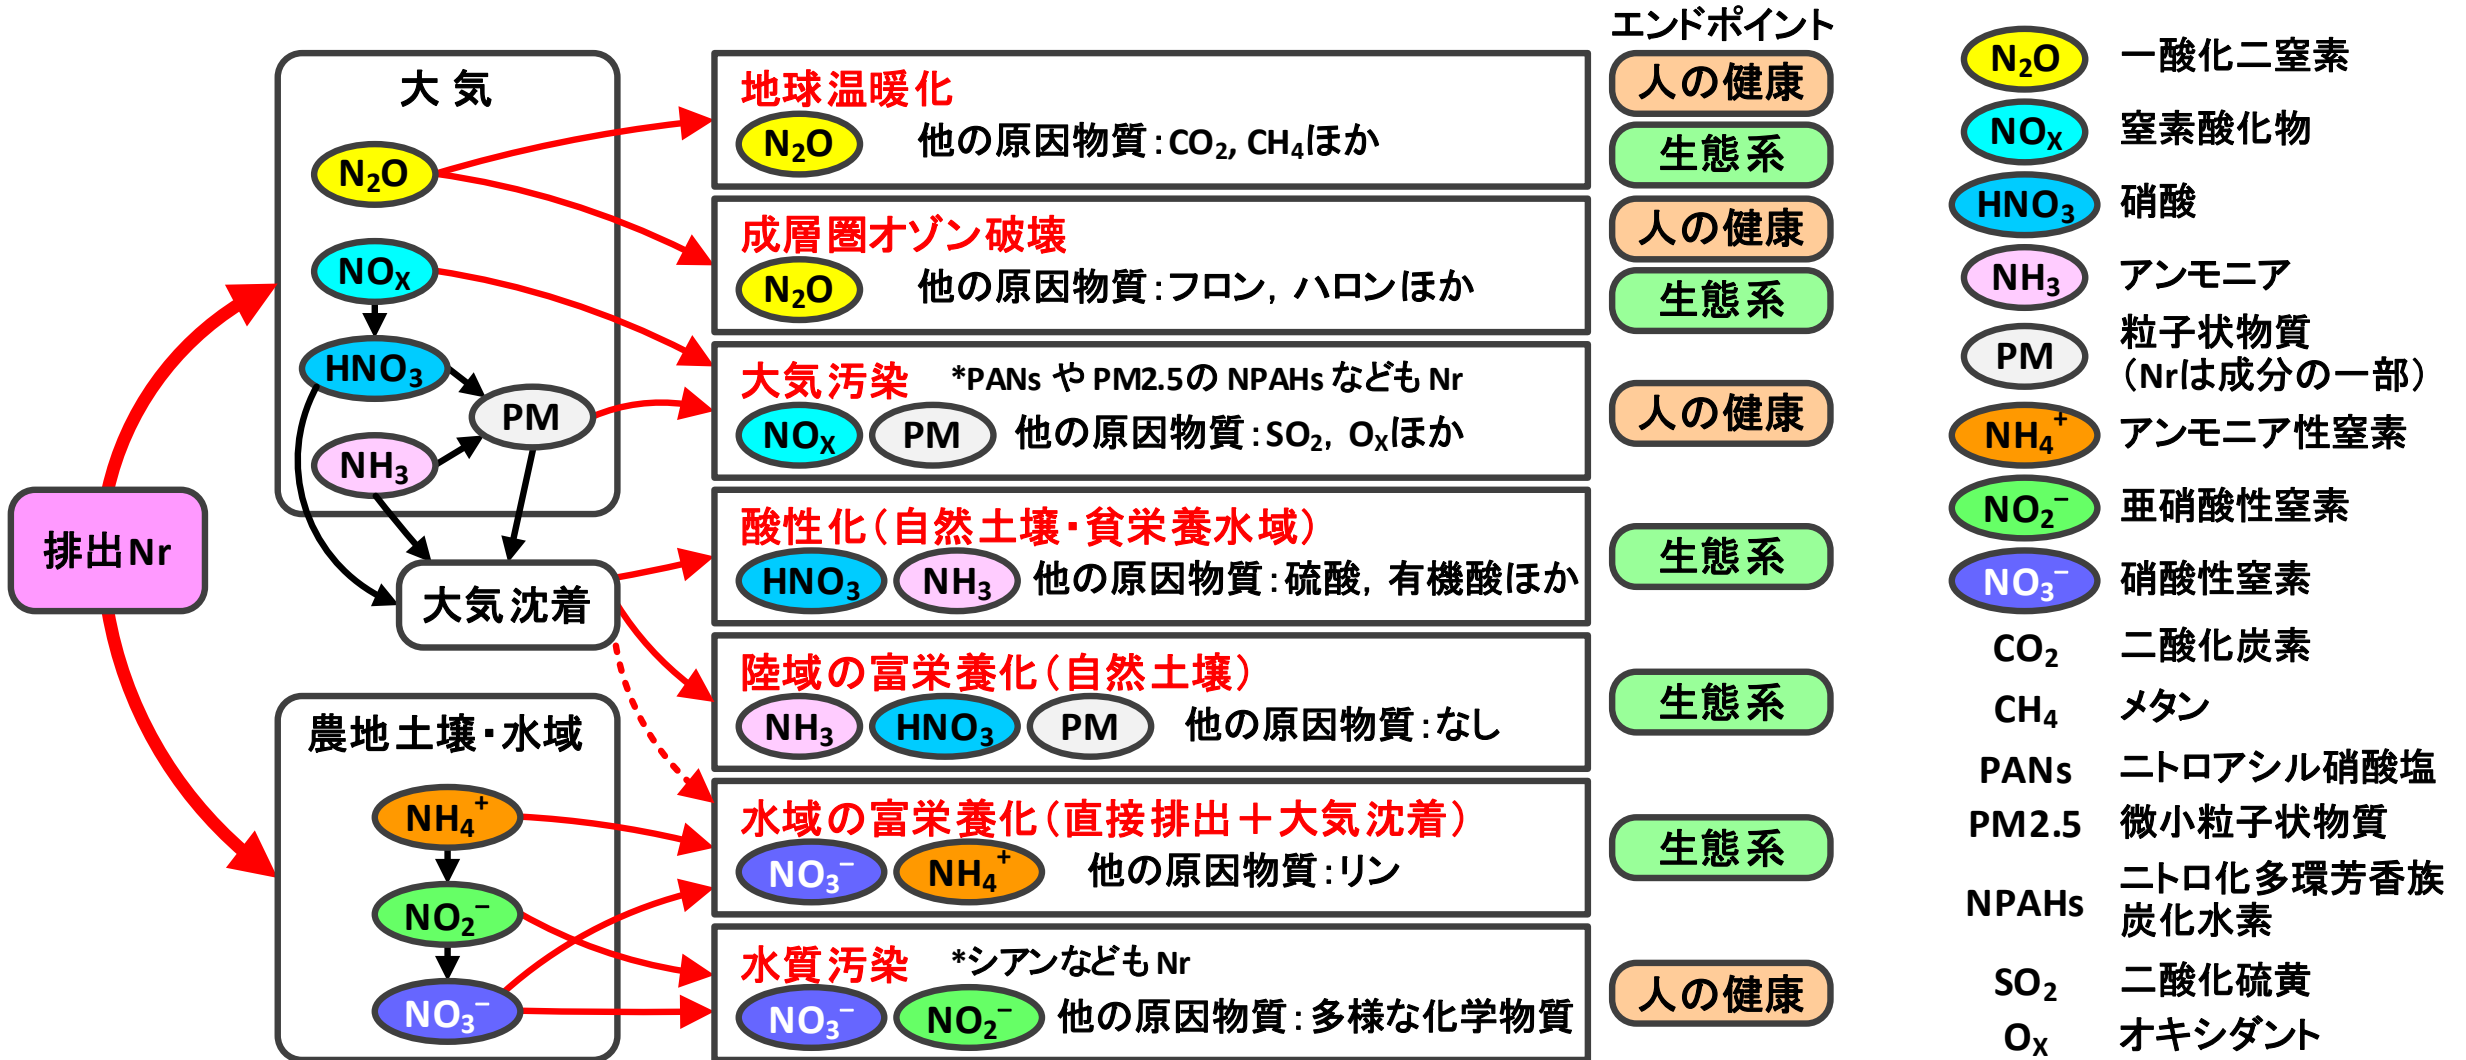 排出Nr
大気
N₂O
NOₓ
HNO₃
PM
NH₃
大気沈着
農地土壌・水域
NH₄⁺
NO₂⁻
NO₃⁻
エンドポイント
地球温暖化
N₂O 他の原因物質：CO₂, CH₄ほか
人の健康
生態系
成層圏オゾン破壊
N₂O 他の原因物質：フロン，ハロンほか
人の健康
生態系
大気汚染 *PANs や PM2.5の NPAHs なども Nr
NOₓ PM 他の原因物質：SO₂，Oₓほか
人の健康
酸性化（自然土壌・貧栄養水域）
HNO₃ NH₃ 他の原因物質：硫酸，有機酸ほか
生態系
陸域の富栄養化（自然土壌）
NH₃ HNO₃ PM 他の原因物質：なし
生態系
水域の富栄養化（直接排出＋大気沈着）
NO₃⁻ NH₄⁺ 他の原因物質：リン
生態系
水質汚染 *シアンなども Nr
NO₃⁻ NO₂⁻ 他の原因物質：多様な化学物質
人の健康
N₂O 一酸化二窒素
NOₓ 窒素酸化物
HNO₃ 硝酸
NH₃ アンモニア
PM 粒子状物質
（Nrは成分の一部）
NH₄⁺ アンモニア性窒素
NO₂⁻ 亜硝酸性窒素
NO₃⁻ 硝酸性窒素
CO₂ 二酸化炭素
CH₄ メタン
PANs ニトロアシル硝酸塩
PM2.5 微小粒子状物質
NPAHs ニトロ化多環芳香族
炭化水素
SO₂ 二酸化硫黄
Oₓ オキシダント